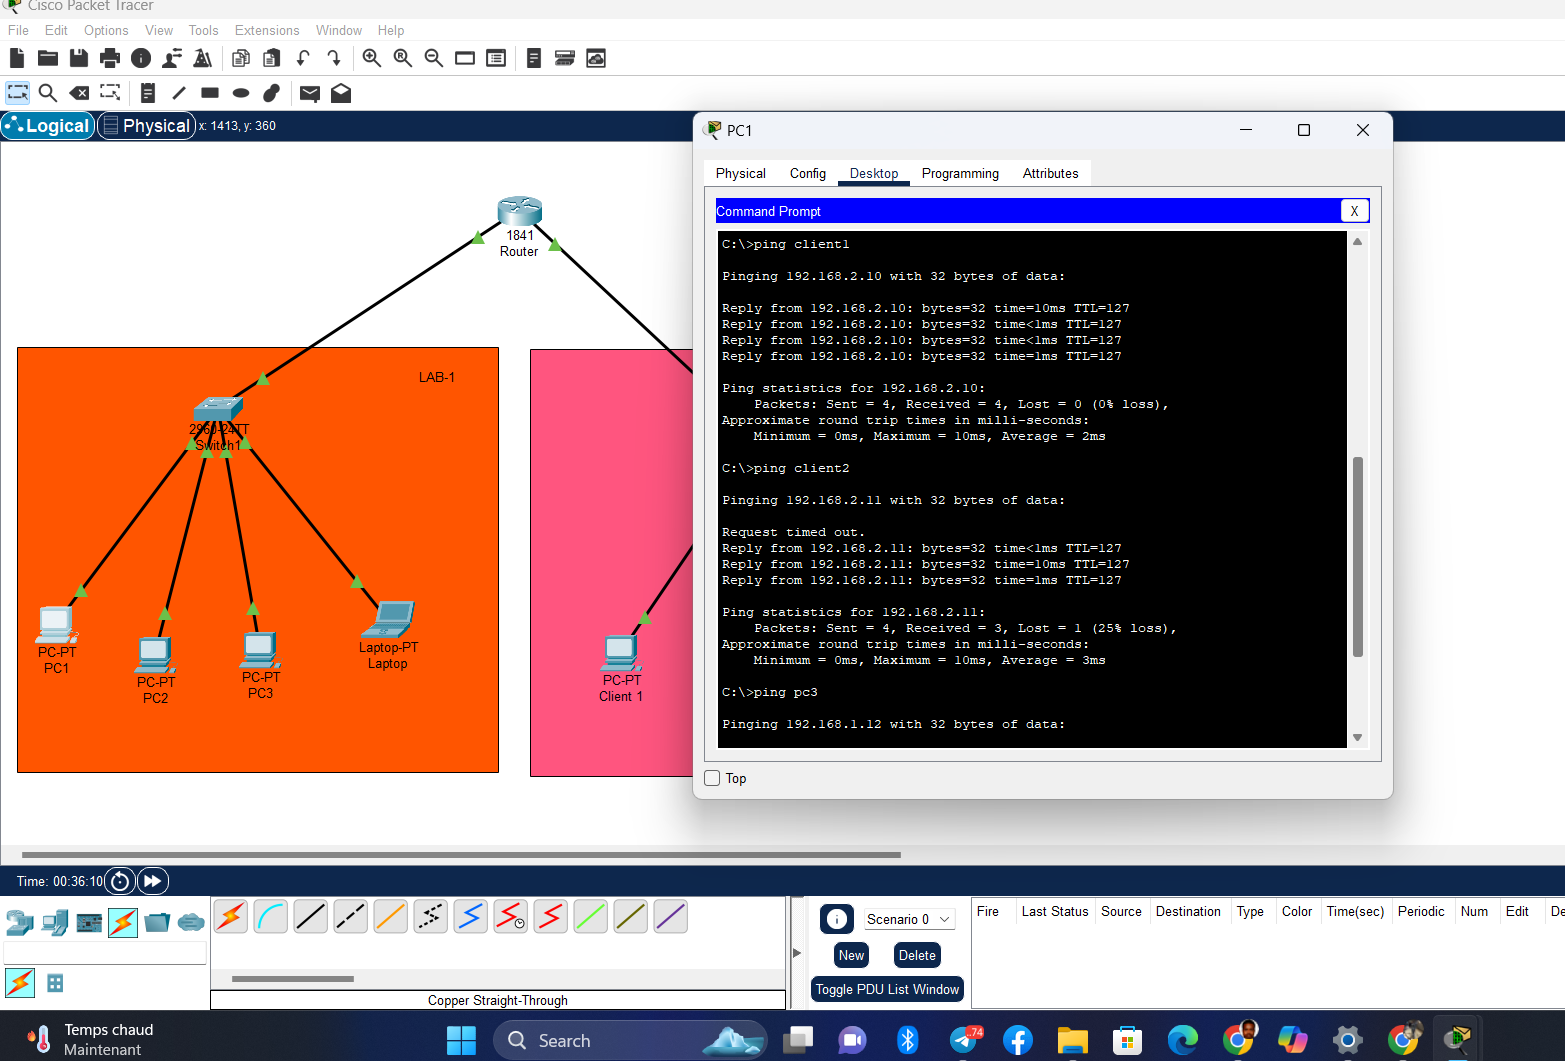 Cisco Packet Tracer
File Edit Options View Tools Extensions Window Help
Logical Physical x: 1413, y: 360
1841
Router
LAB-1
2960-24TT
Switch1
PC-PT
PC1
PC-PT
PC2
PC-PT
PC3
Laptop-PT
Laptop
PC-PT
Client 1
PC1
Physical Config Desktop Programming Attributes
Command Prompt X
C:\>ping client1
Pinging 192.168.2.10 with 32 bytes of data:
Reply from 192.168.2.10: bytes=32 time=10ms TTL=127
Reply from 192.168.2.10: bytes=32 time<1ms TTL=127
Reply from 192.168.2.10: bytes=32 time<1ms TTL=127
Reply from 192.168.2.10: bytes=32 time=1ms TTL=127
Ping statistics for 192.168.2.10:
Packets: Sent = 4, Received = 4, Lost = 0 (0% loss),
Approximate round trip times in milli-seconds:
Minimum = 0ms, Maximum = 10ms, Average = 2ms
C:\>ping client2
Pinging 192.168.2.11 with 32 bytes of data:
Request timed out.
Reply from 192.168.2.11: bytes=32 time<1ms TTL=127
Reply from 192.168.2.11: bytes=32 time=10ms TTL=127
Reply from 192.168.2.11: bytes=32 time=1ms TTL=127
Ping statistics for 192.168.2.11:
Packets: Sent = 4, Received = 3, Lost = 1 (25% loss),
Approximate round trip times in milli-seconds:
Minimum = 0ms, Maximum = 10ms, Average = 3ms
C:\>ping pc3
Pinging 192.168.1.12 with 32 bytes of data:
Top
Time: 00:36:10
Copper Straight-Through
Scenario 0
New Delete
Toggle PDU List Window
Fire Last Status Source Destination Type Color Time(sec) Periodic Num Edit De
Temps chaud
Maintenant
Search
74